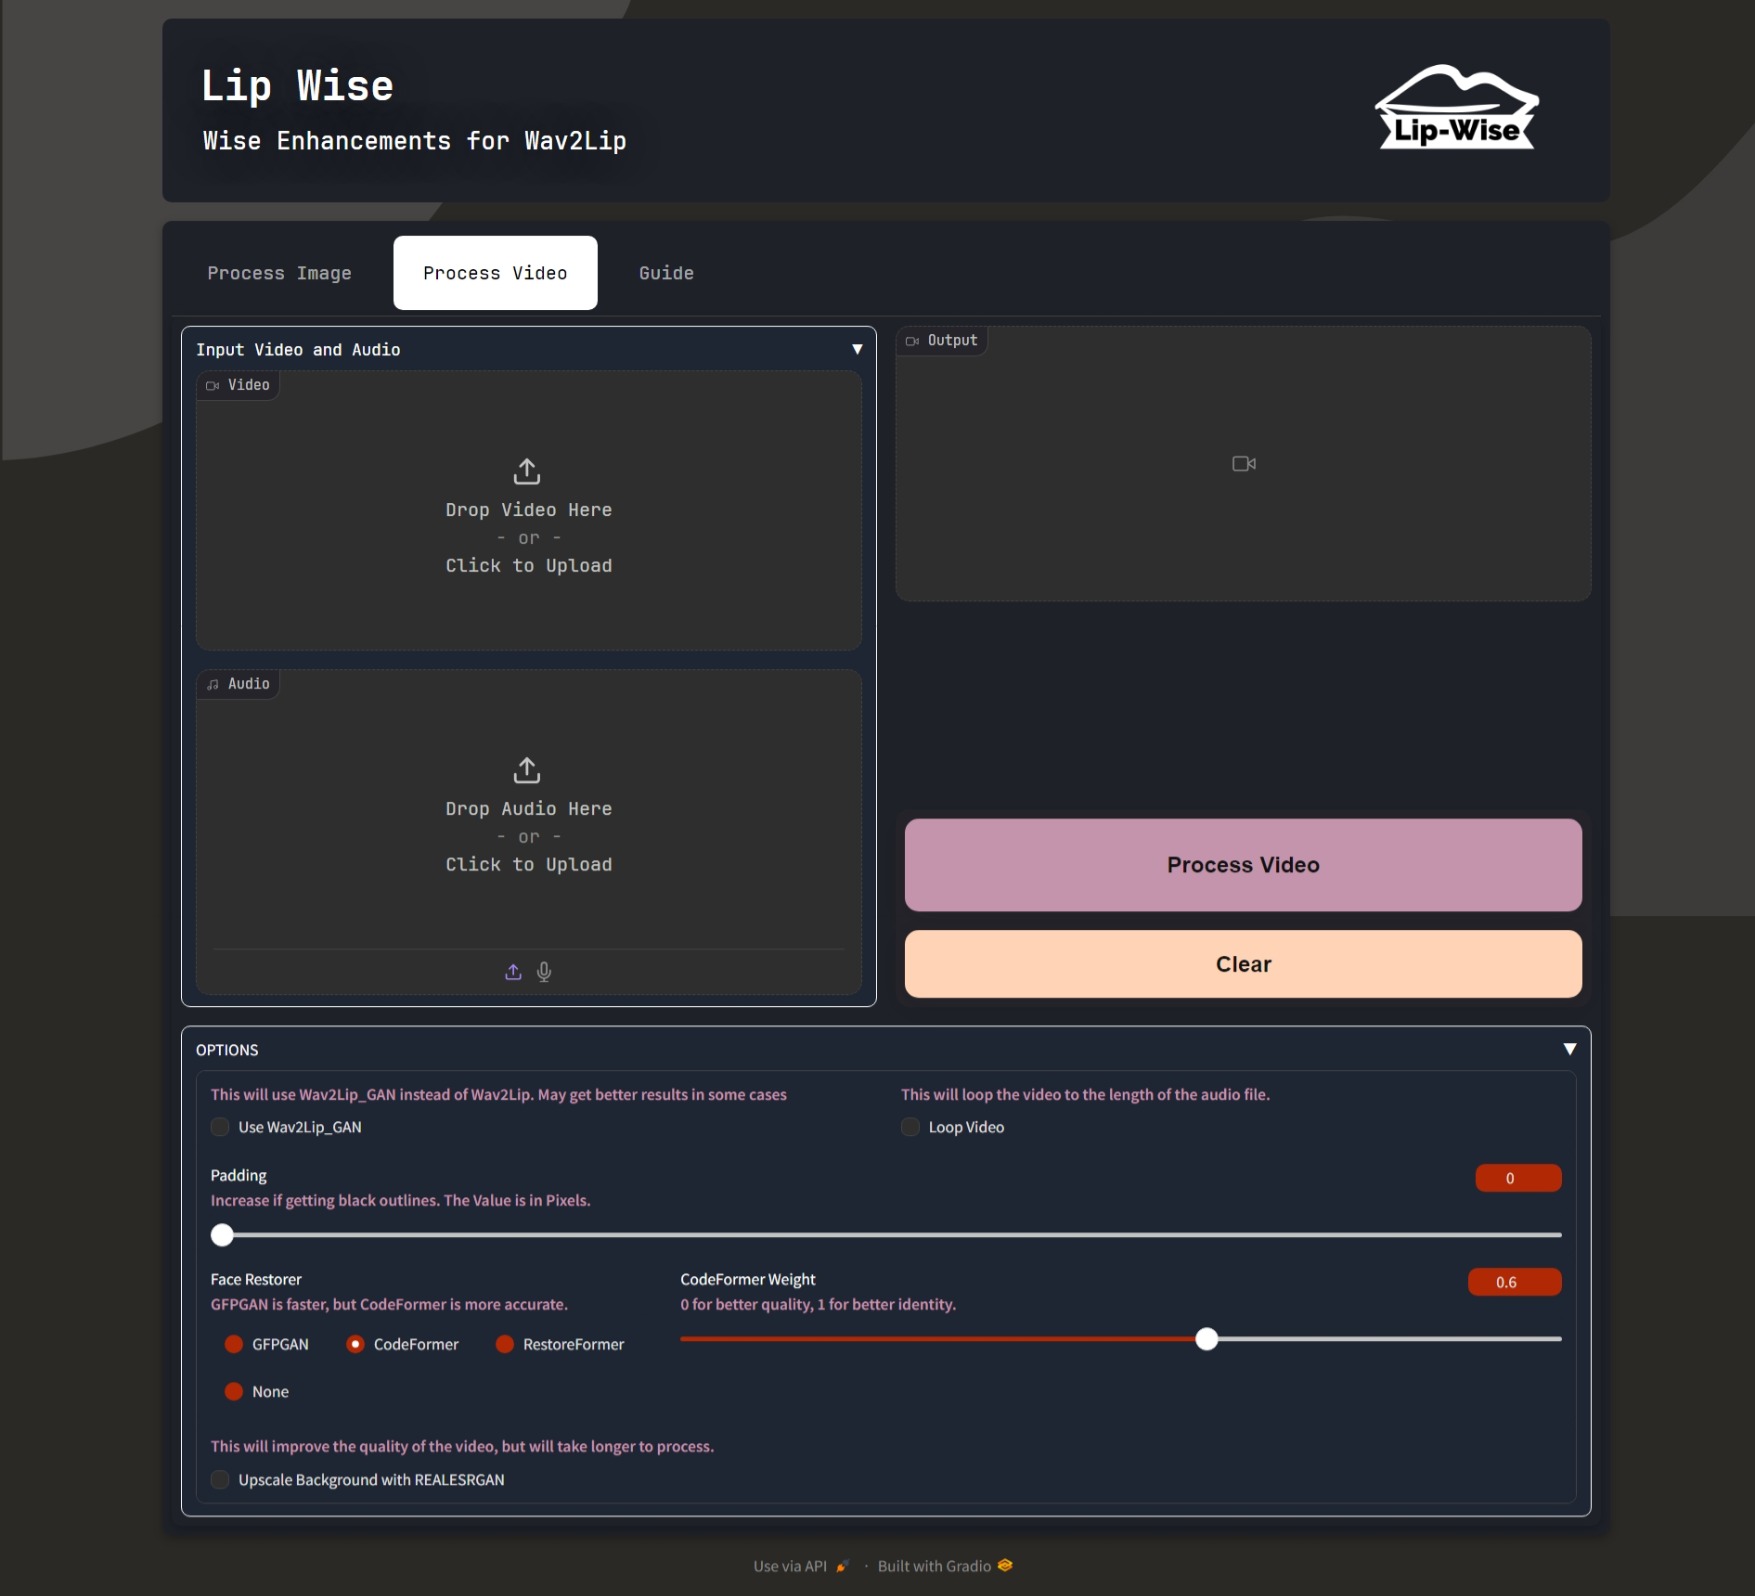 Lip Wise
Wise Enhancements for Wav2Lip
Lip-Wise
Process Image
Process Video
Guide
Input Video and Audio
Video
Drop Video Here
- or -
Click to Upload
Audio
Drop Audio Here
- or -
Click to Upload
Output
Process Video
Clear
OPTIONS
This will use Wav2Lip_GAN instead of Wav2Lip. May get better results in some cases
Use Wav2Lip_GAN
This will loop the video to the length of the audio file.
Loop Video
Padding
0
Increase if getting black outlines. The Value is in Pixels.
Face Restorer
GFPGAN is faster, but CodeFormer is more accurate.
GFPGAN
CodeFormer
RestoreFormer
None
CodeFormer Weight
0.6
0 for better quality, 1 for better identity.
This will improve the quality of the video, but will take longer to process.
Upscale Background with REALESRGAN
Use via API · Built with Gradio